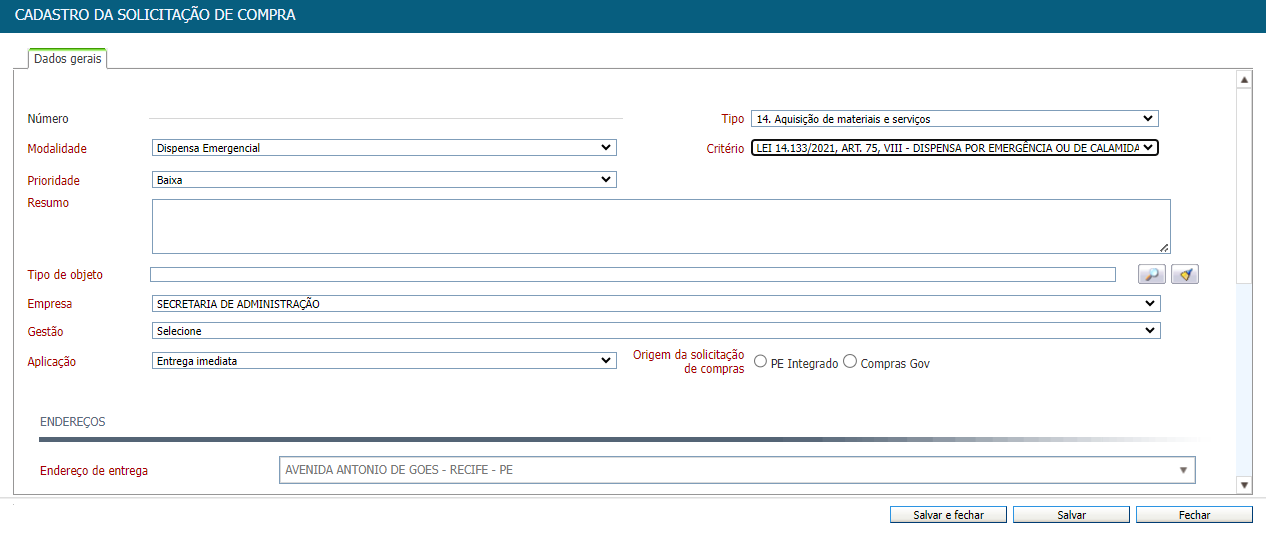 CADASTRO DA SOLICITAÇÃO DE COMPRA
Dados gerais
Número
Tipo 14. Aquisição de materiais e serviços
Modalidade Dispensa Emergencial
Critério LEI 14.133/2021, ART. 75, VIII - DISPENSA POR EMERGÊNCIA OU DE CALAMIDA
Prioridade Baixa
Resumo
Tipo de objeto
Empresa SECRETARIA DE ADMINISTRAÇÃO
Gestão Selecione
Aplicação Entrega imediata
Origem da solicitação
de compras PE Integrado Compras Gov
ENDEREÇOS
Endereço de entrega AVENIDA ANTONIO DE GOES - RECIFE - PE
Salvar e fechar Salvar Fechar